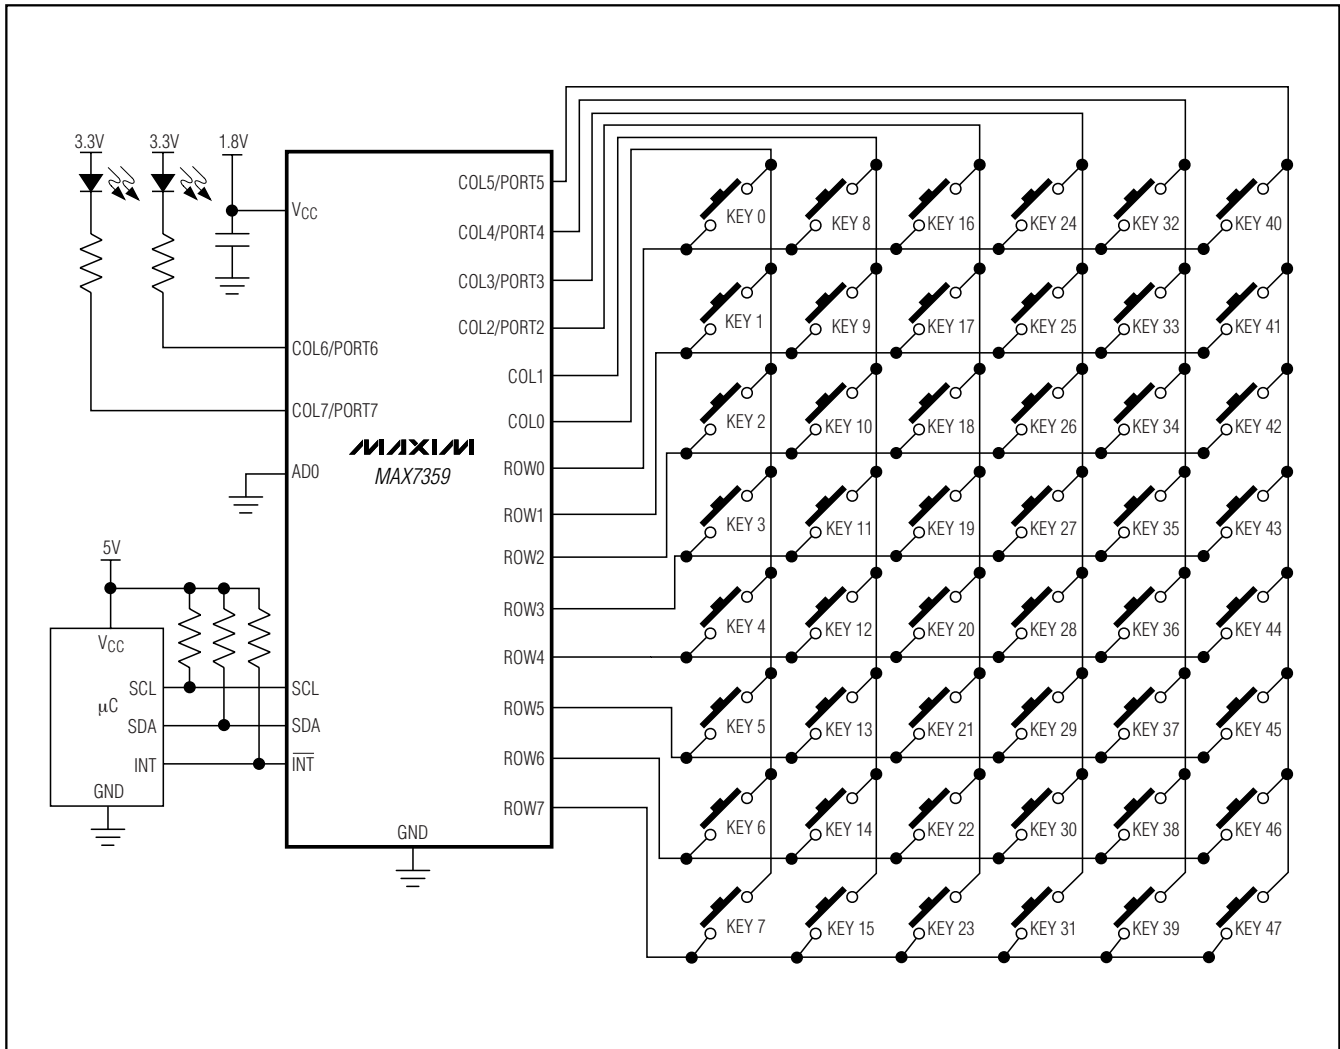 3.3V
3.3V
1.8V
VCC
COL6/PORT6
COL7/PORT7
AD0
COL5/PORT5
COL4/PORT4
COL3/PORT3
COL2/PORT2
COL1
COL0
ROW0
ROW1
ROW2
ROW3
ROW4
ROW5
ROW6
ROW7
MAXIM
MAX7359
SCL
SDA
INT
GND
5V
VCC
µC
SCL
SDA
INT
GND
KEY 0 KEY 8 KEY 16 KEY 24 KEY 32 KEY 40
KEY 1 KEY 9 KEY 17 KEY 25 KEY 33 KEY 41
KEY 2 KEY 10 KEY 18 KEY 26 KEY 34 KEY 42
KEY 3 KEY 11 KEY 19 KEY 27 KEY 35 KEY 43
KEY 4 KEY 12 KEY 20 KEY 28 KEY 36 KEY 44
KEY 5 KEY 13 KEY 21 KEY 29 KEY 37 KEY 45
KEY 6 KEY 14 KEY 22 KEY 30 KEY 38 KEY 46
KEY 7 KEY 15 KEY 23 KEY 31 KEY 39 KEY 47